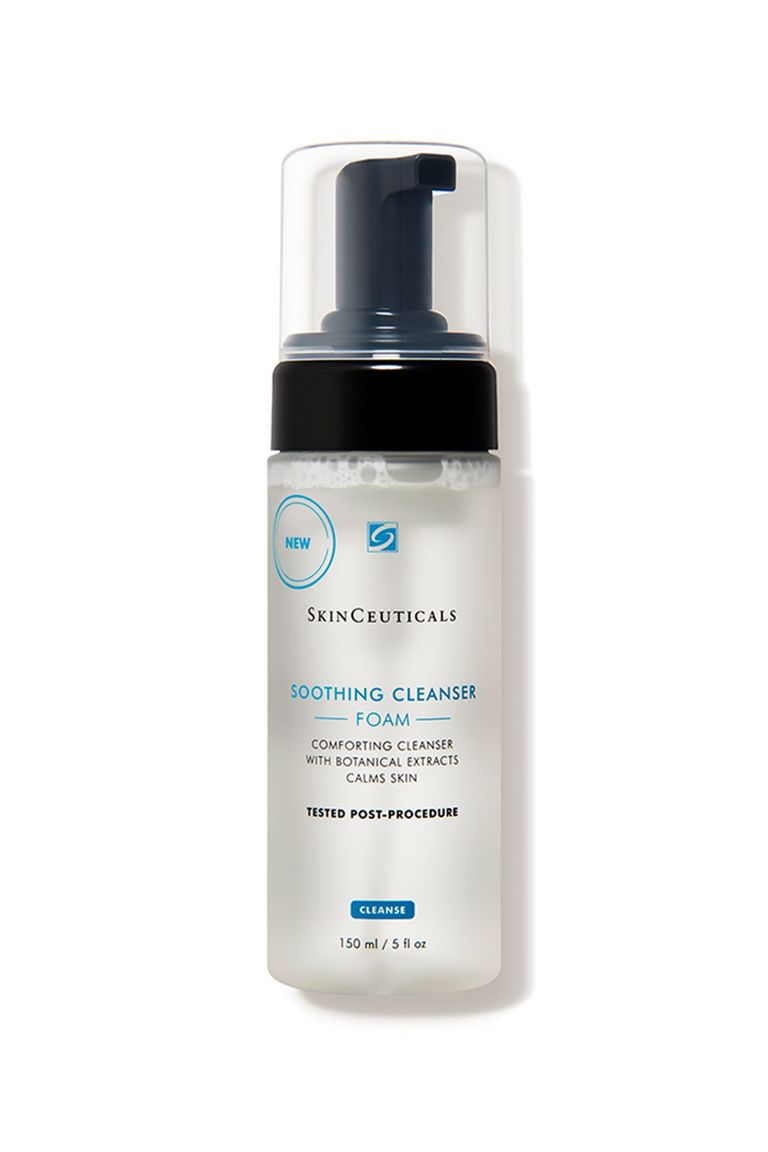 NEW
SKINCEUTICALS
SOOTHING CLEANSER
FOAM
COMFORTING CLEANSER
WITH BOTANICAL EXTRACTS
CALMS SKIN
TESTED POST-PROCEDURE
CLEANSE
150 ml / 5 fl oz